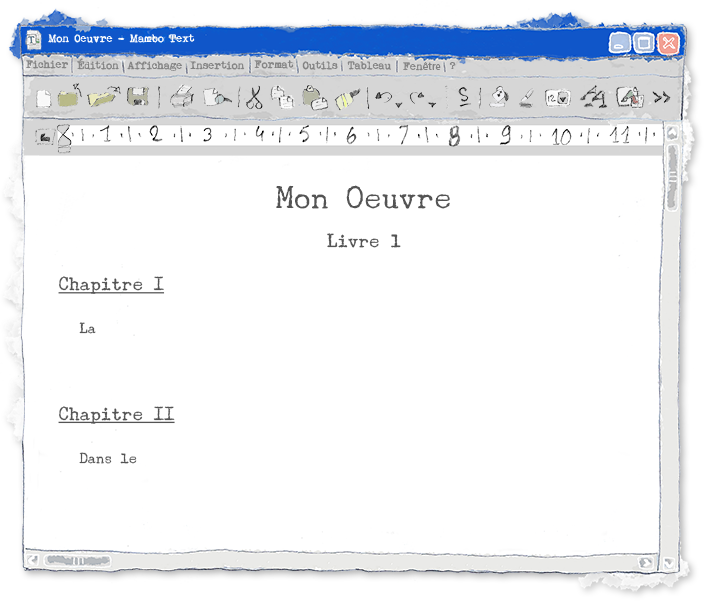 Mon Oeuvre - Mambo Text
Fichier | Édition | Affichage | Insertion | Format | Outils | Tableau | Fenêtre | ?
1 2 3 4 5 6 7 8 9 10 11
Mon Oeuvre
Livre 1
Chapitre I
La
Chapitre II
Dans le